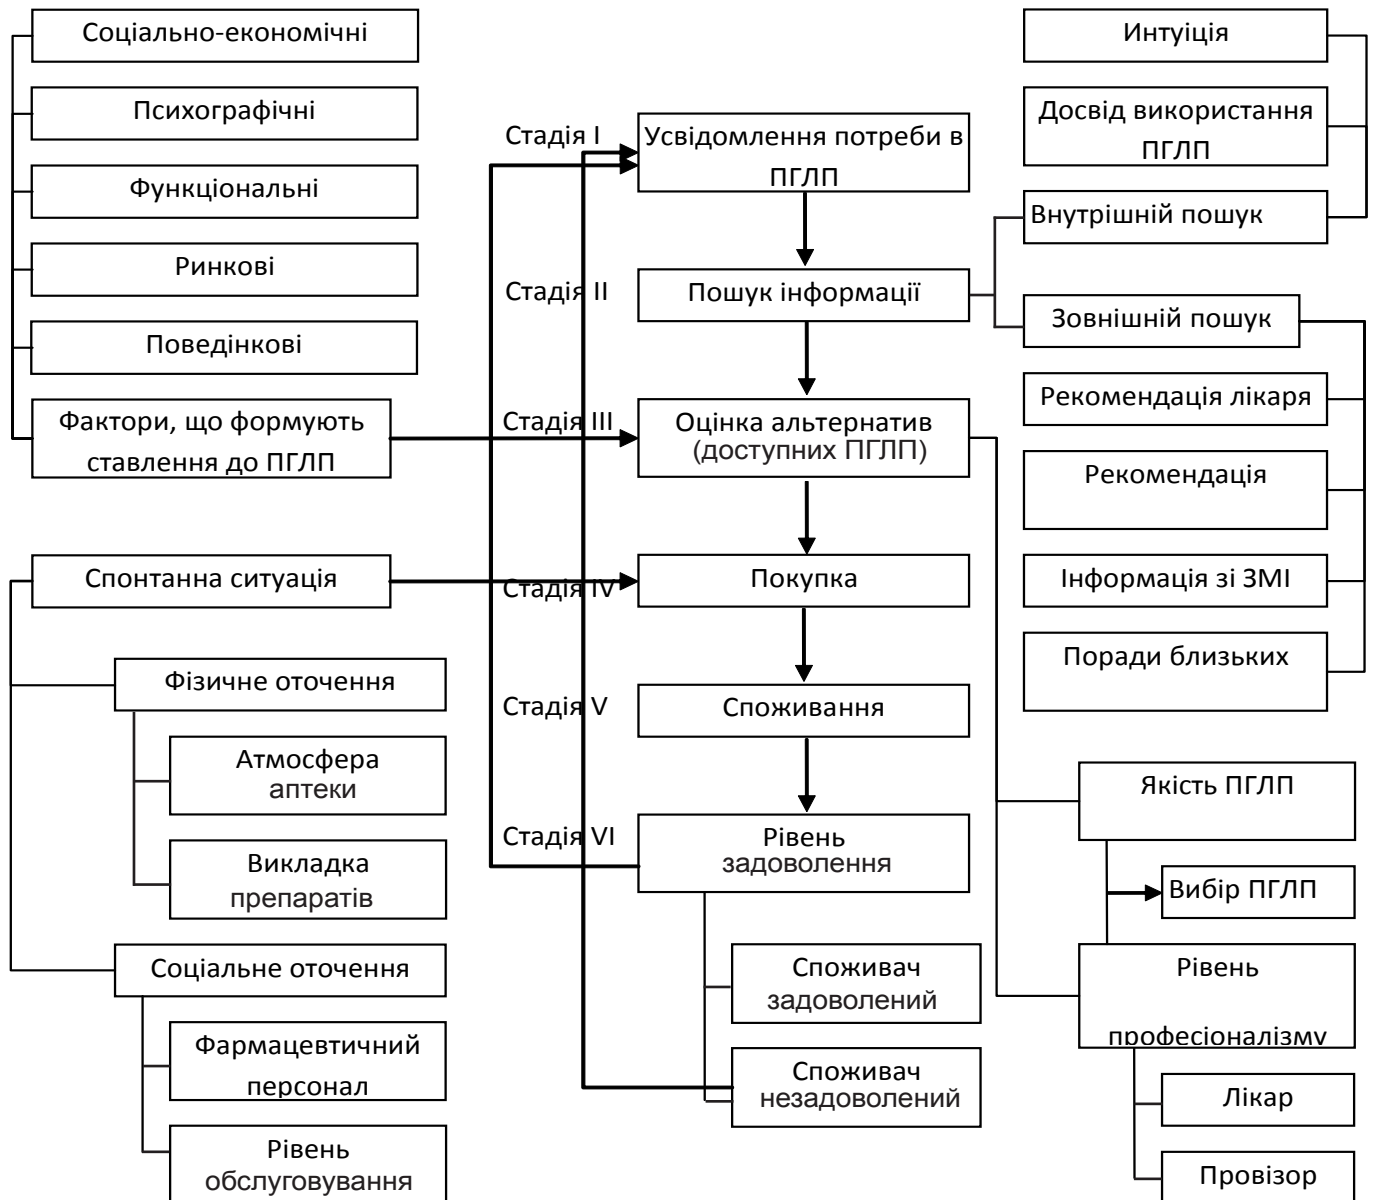 Соціально-економічні
Психографічні
Функціональні
Ринкові
Поведінкові
Фактори, що формують
ставлення до ПГЛП
Спонтанна ситуація
Фізичне оточення
Атмосфера
аптеки
Викладка
препаратів
Соціальне оточення
Фармацевтичний
персонал
Рівень
обслуговування
Стадія I
Усвідомлення потреби в
ПГЛП
Стадія II
Пошук інформації
Стадія III
Оцінка альтернатив
(доступних ПГЛП)
Стадія IV
Покупка
Стадія V
Споживання
Стадія VI
Рівень
задоволення
Споживач
задоволений
Споживач
незадоволений
Интуіція
Досвід використання
ПГЛП
Внутрішній пошук
Зовнішній пошук
Рекомендація лікаря
Рекомендація
Інформація зі ЗМІ
Поради близьких
Якість ПГЛП
Вибір ПГЛП
Рівень
професіоналізму
Лікар
Провізор